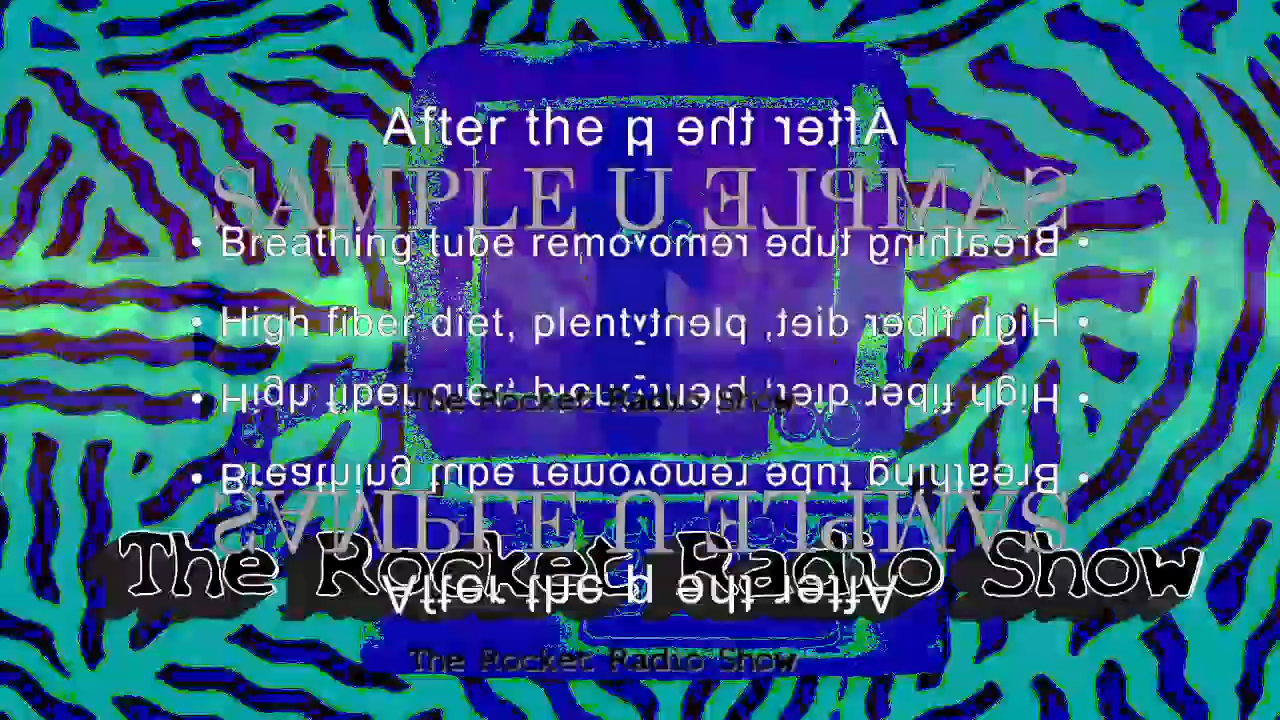 After the
SAMPLE
• Breathing tube remov
• High fiber diet, plenty
The Rocket Radio Show
The Rocket Radio Show
The Rocket Radio Show